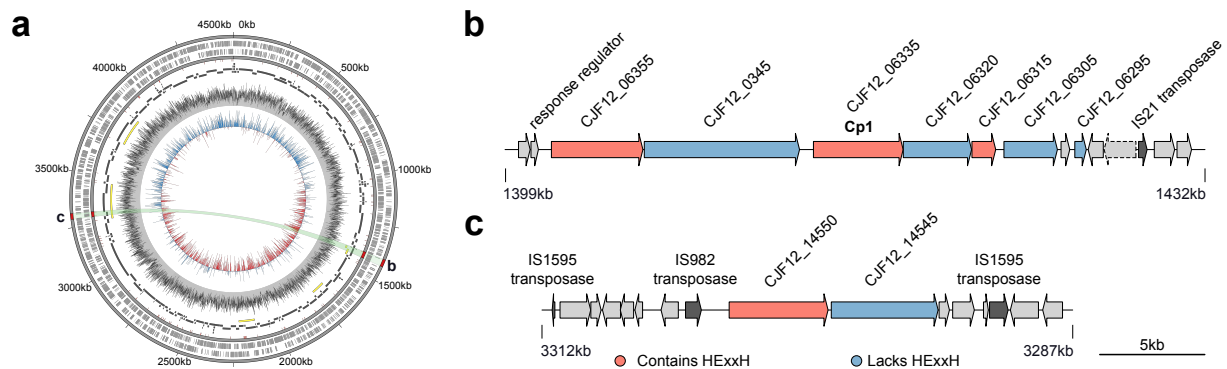 a
4500kb 0kb
500kb
1000kb
1500kb
2000kb
2500kb
3000kb
3500kb
4000kb
c
b
b
response regulator
CJF12_06355
CJF12_0345
CJF12_06335
Cp1
CJF12_06320
CJF12_06315
CJF12_06305
CJF12_06295
IS21 transposase
1399kb
1432kb
c
IS1595
transposase
IS982
transposase
CJF12_14550
CJF12_14545
IS1595
transposase
3312kb
3287kb
Contains HExxH
Lacks HExxH
5kb